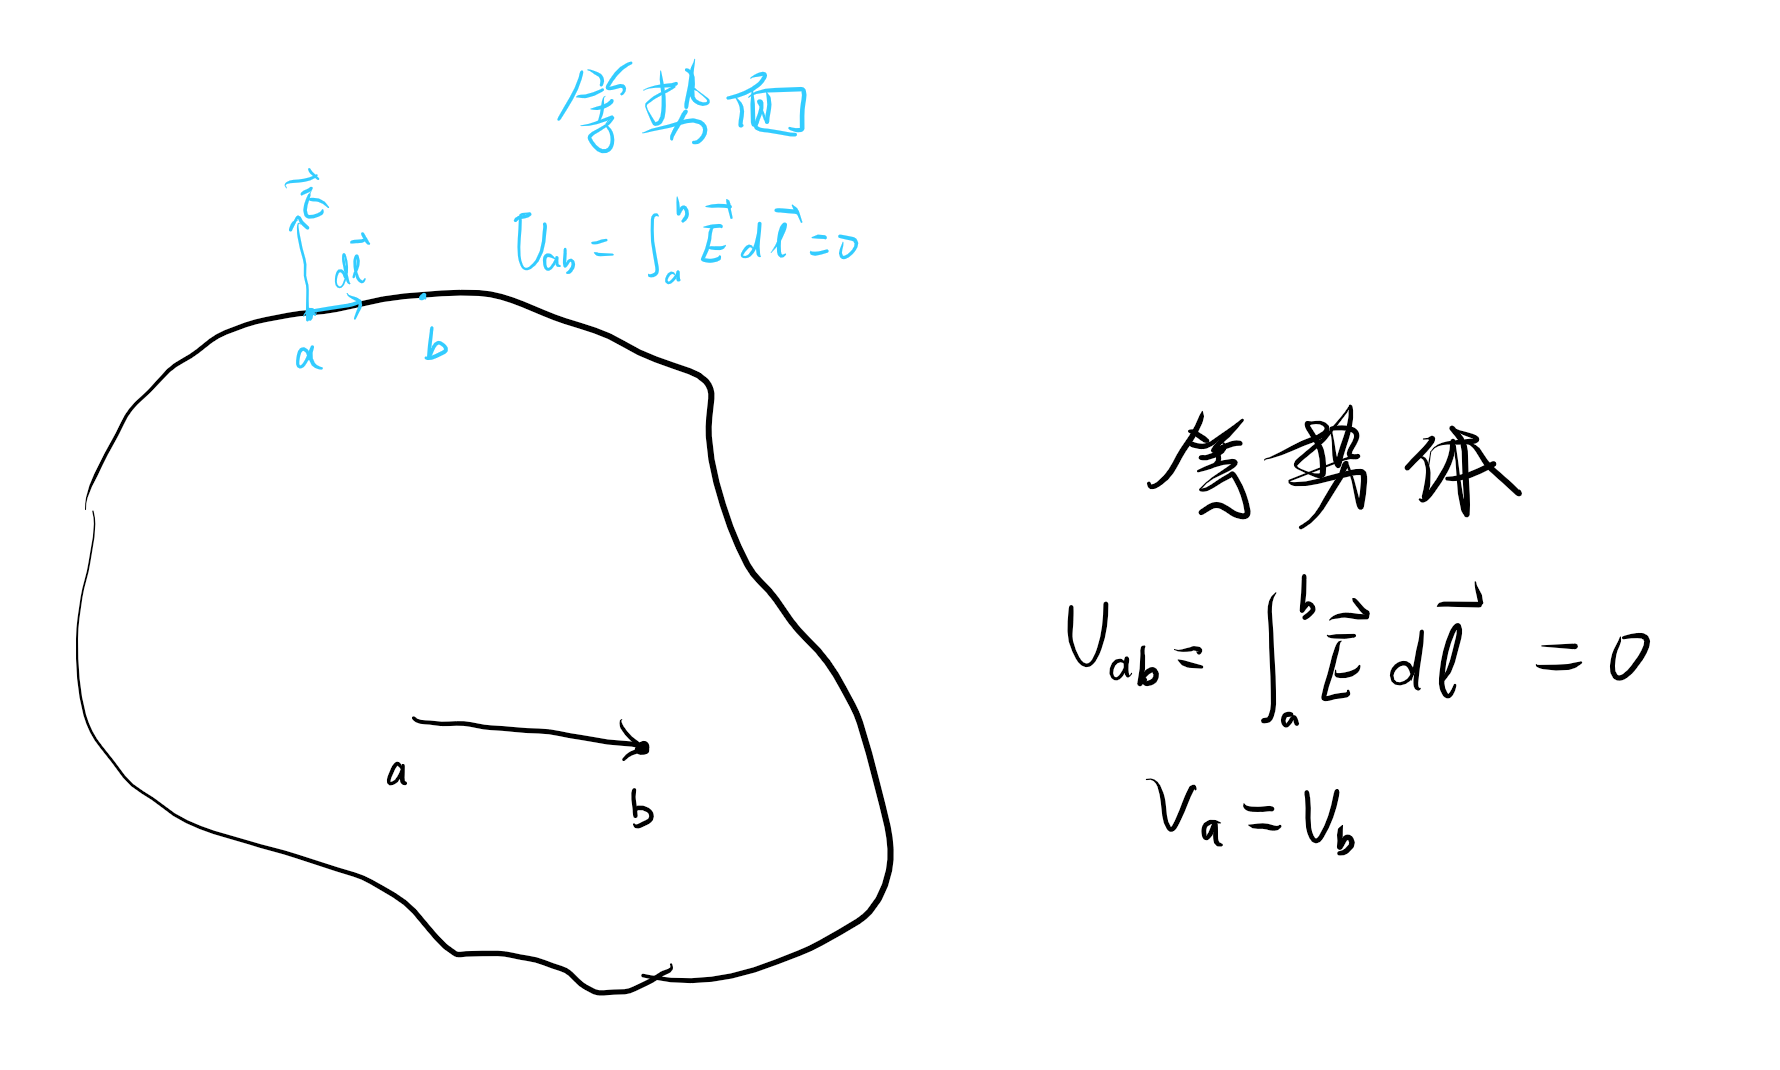 等势面
$\vec{E}$
$d\vec{l}$
$U_{ab} = \int_a^b \vec{E} d\vec{l} = 0$
a
b
等势体
$U_{ab} = \int_a^b \vec{E} d\vec{l} = 0$
a
b
$V_a = V_b$